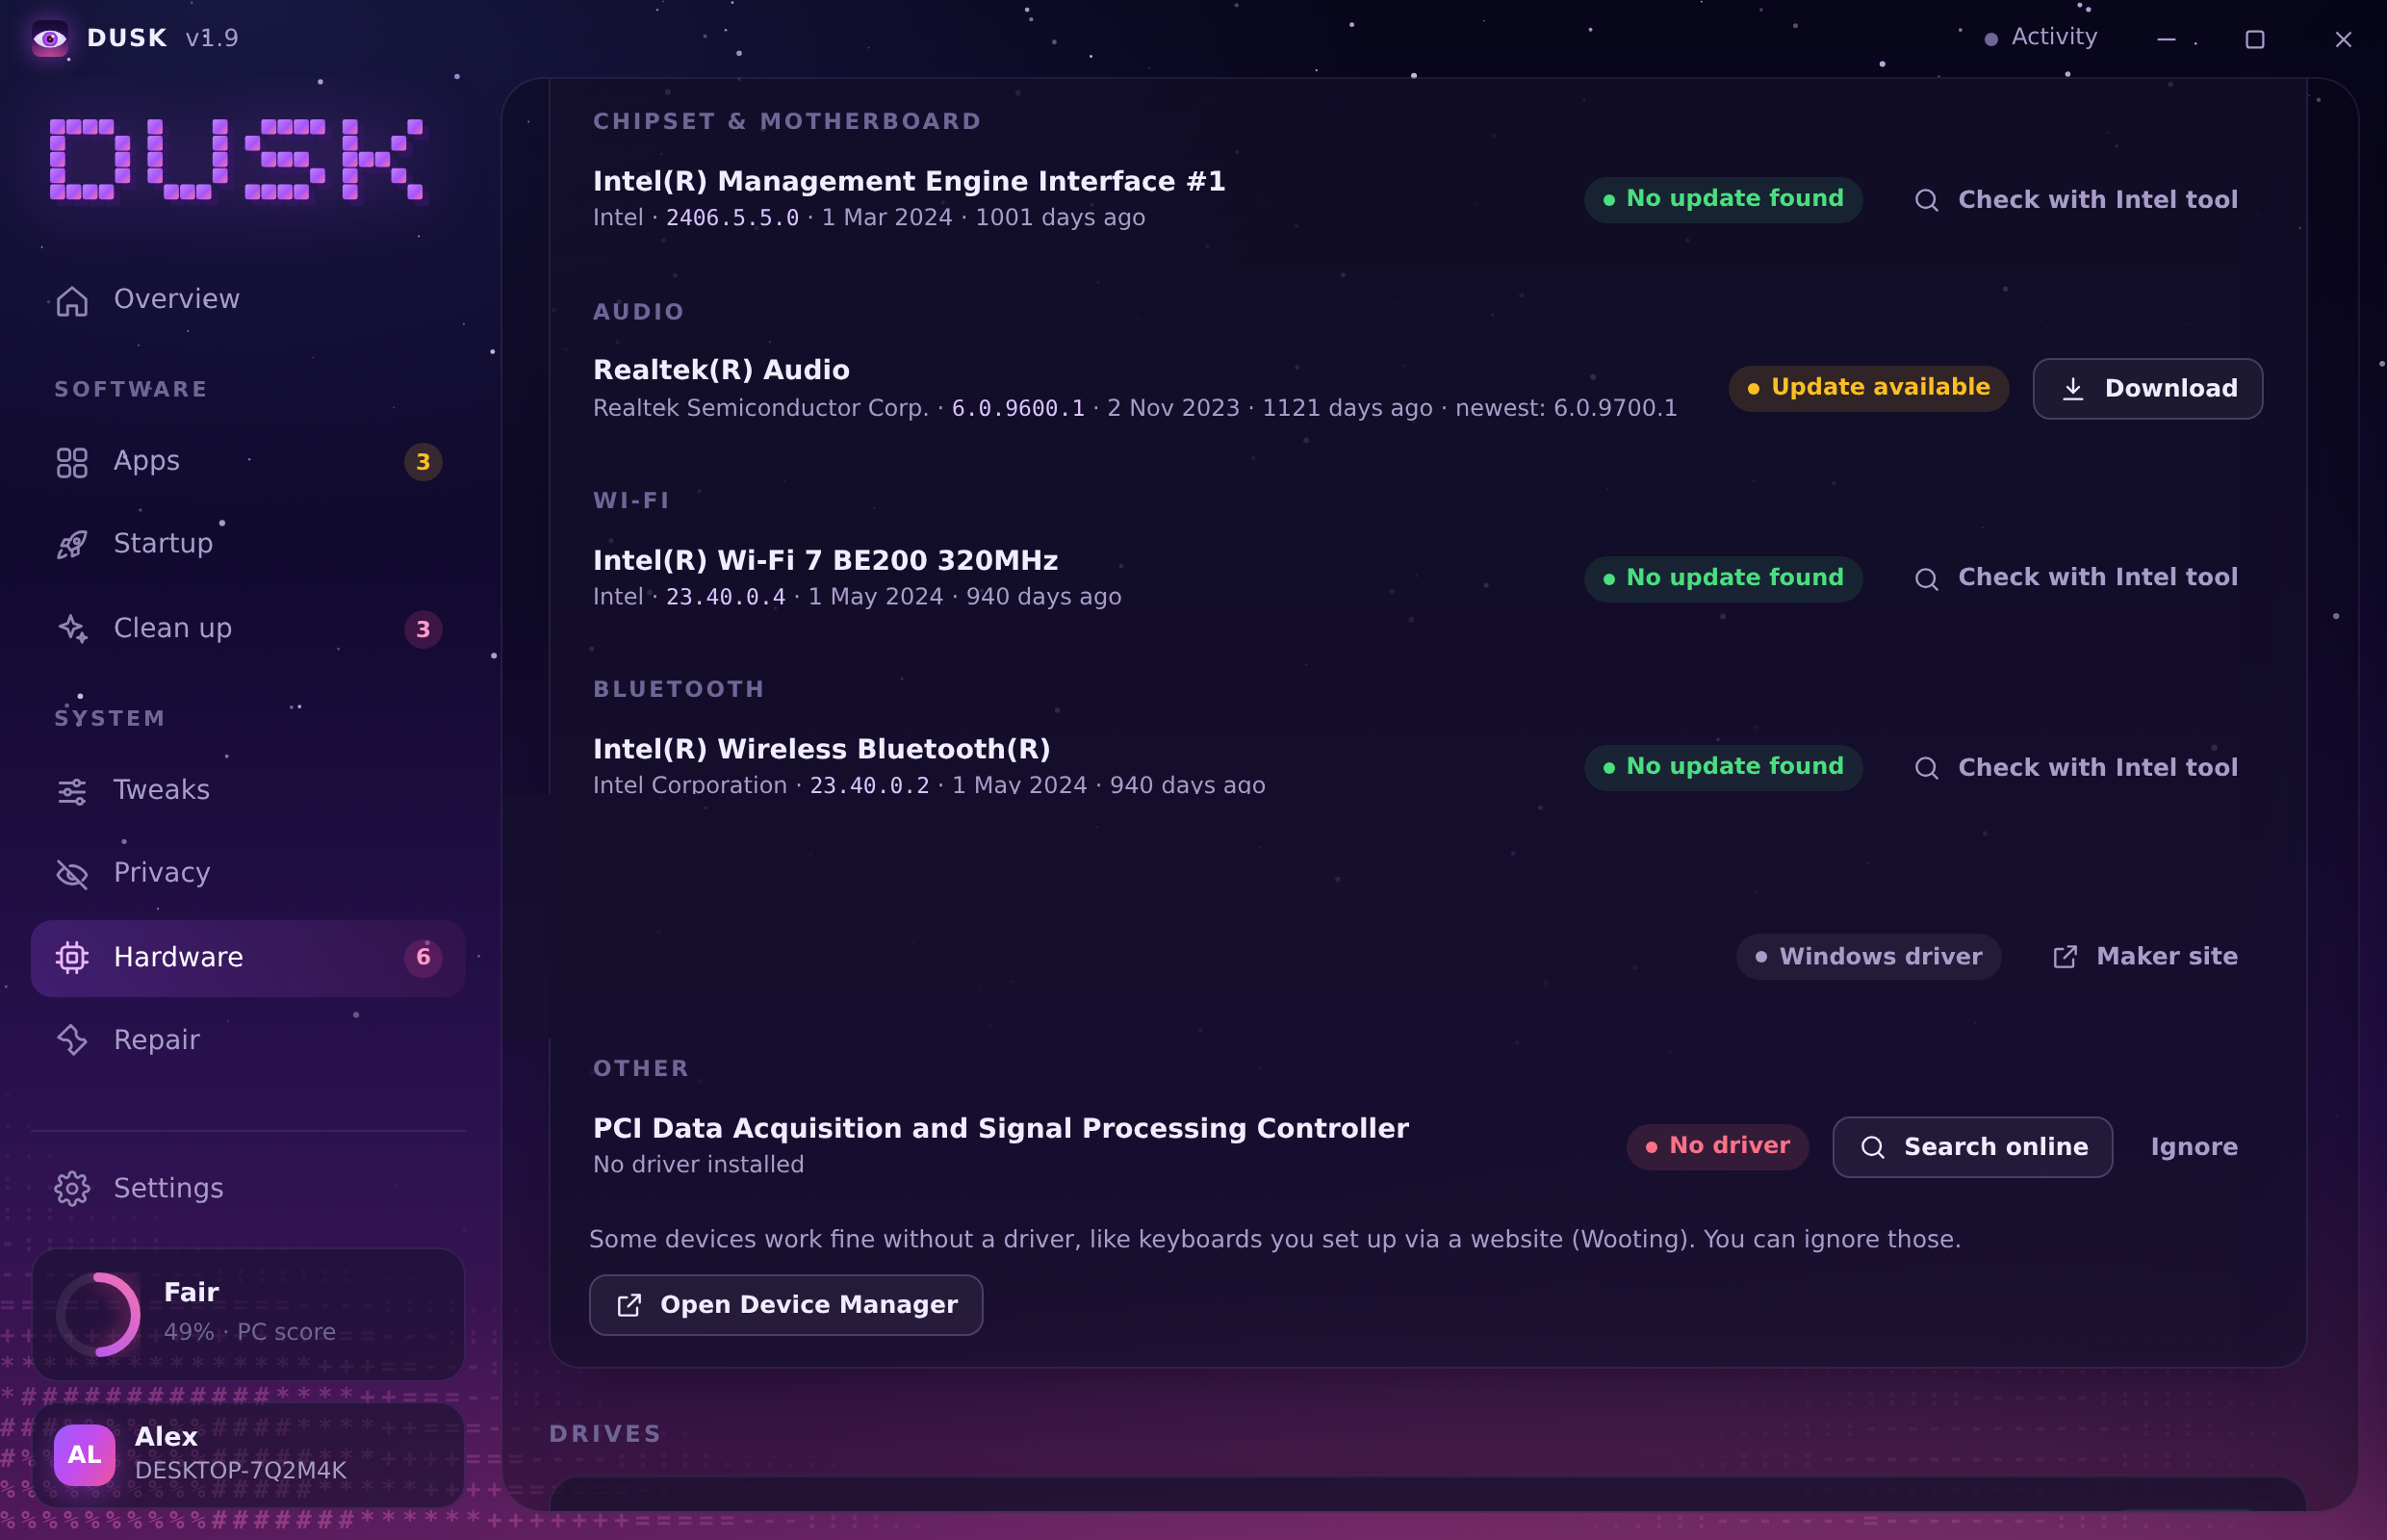 DUSK v1.9
Activity
DUSK
Overview
SOFTWARE
Apps 3
Startup
Clean up 3
SYSTEM
Tweaks
Privacy
Hardware 6
Repair
Settings
Fair
49% · PC score
AL
Alex
DESKTOP-7Q2M4K
CHIPSET & MOTHERBOARD
Intel(R) Management Engine Interface #1
Intel · 2406.5.5.0 · 1 Mar 2024 · 1001 days ago
No update found
Check with Intel tool
AUDIO
Realtek(R) Audio
Realtek Semiconductor Corp. · 6.0.9600.1 · 2 Nov 2023 · 1121 days ago · newest: 6.0.9700.1
Update available
Download
WI-FI
Intel(R) Wi-Fi 7 BE200 320MHz
Intel · 23.40.0.4 · 1 May 2024 · 940 days ago
No update found
Check with Intel tool
BLUETOOTH
Intel(R) Wireless Bluetooth(R)
Intel Corporation · 23.40.0.2 · 1 May 2024 · 940 days ago
No update found
Check with Intel tool
Windows driver
Maker site
OTHER
PCI Data Acquisition and Signal Processing Controller
No driver installed
No driver
Search online
Ignore
Some devices work fine without a driver, like keyboards you set up via a website (Wooting). You can ignore those.
Open Device Manager
DRIVES